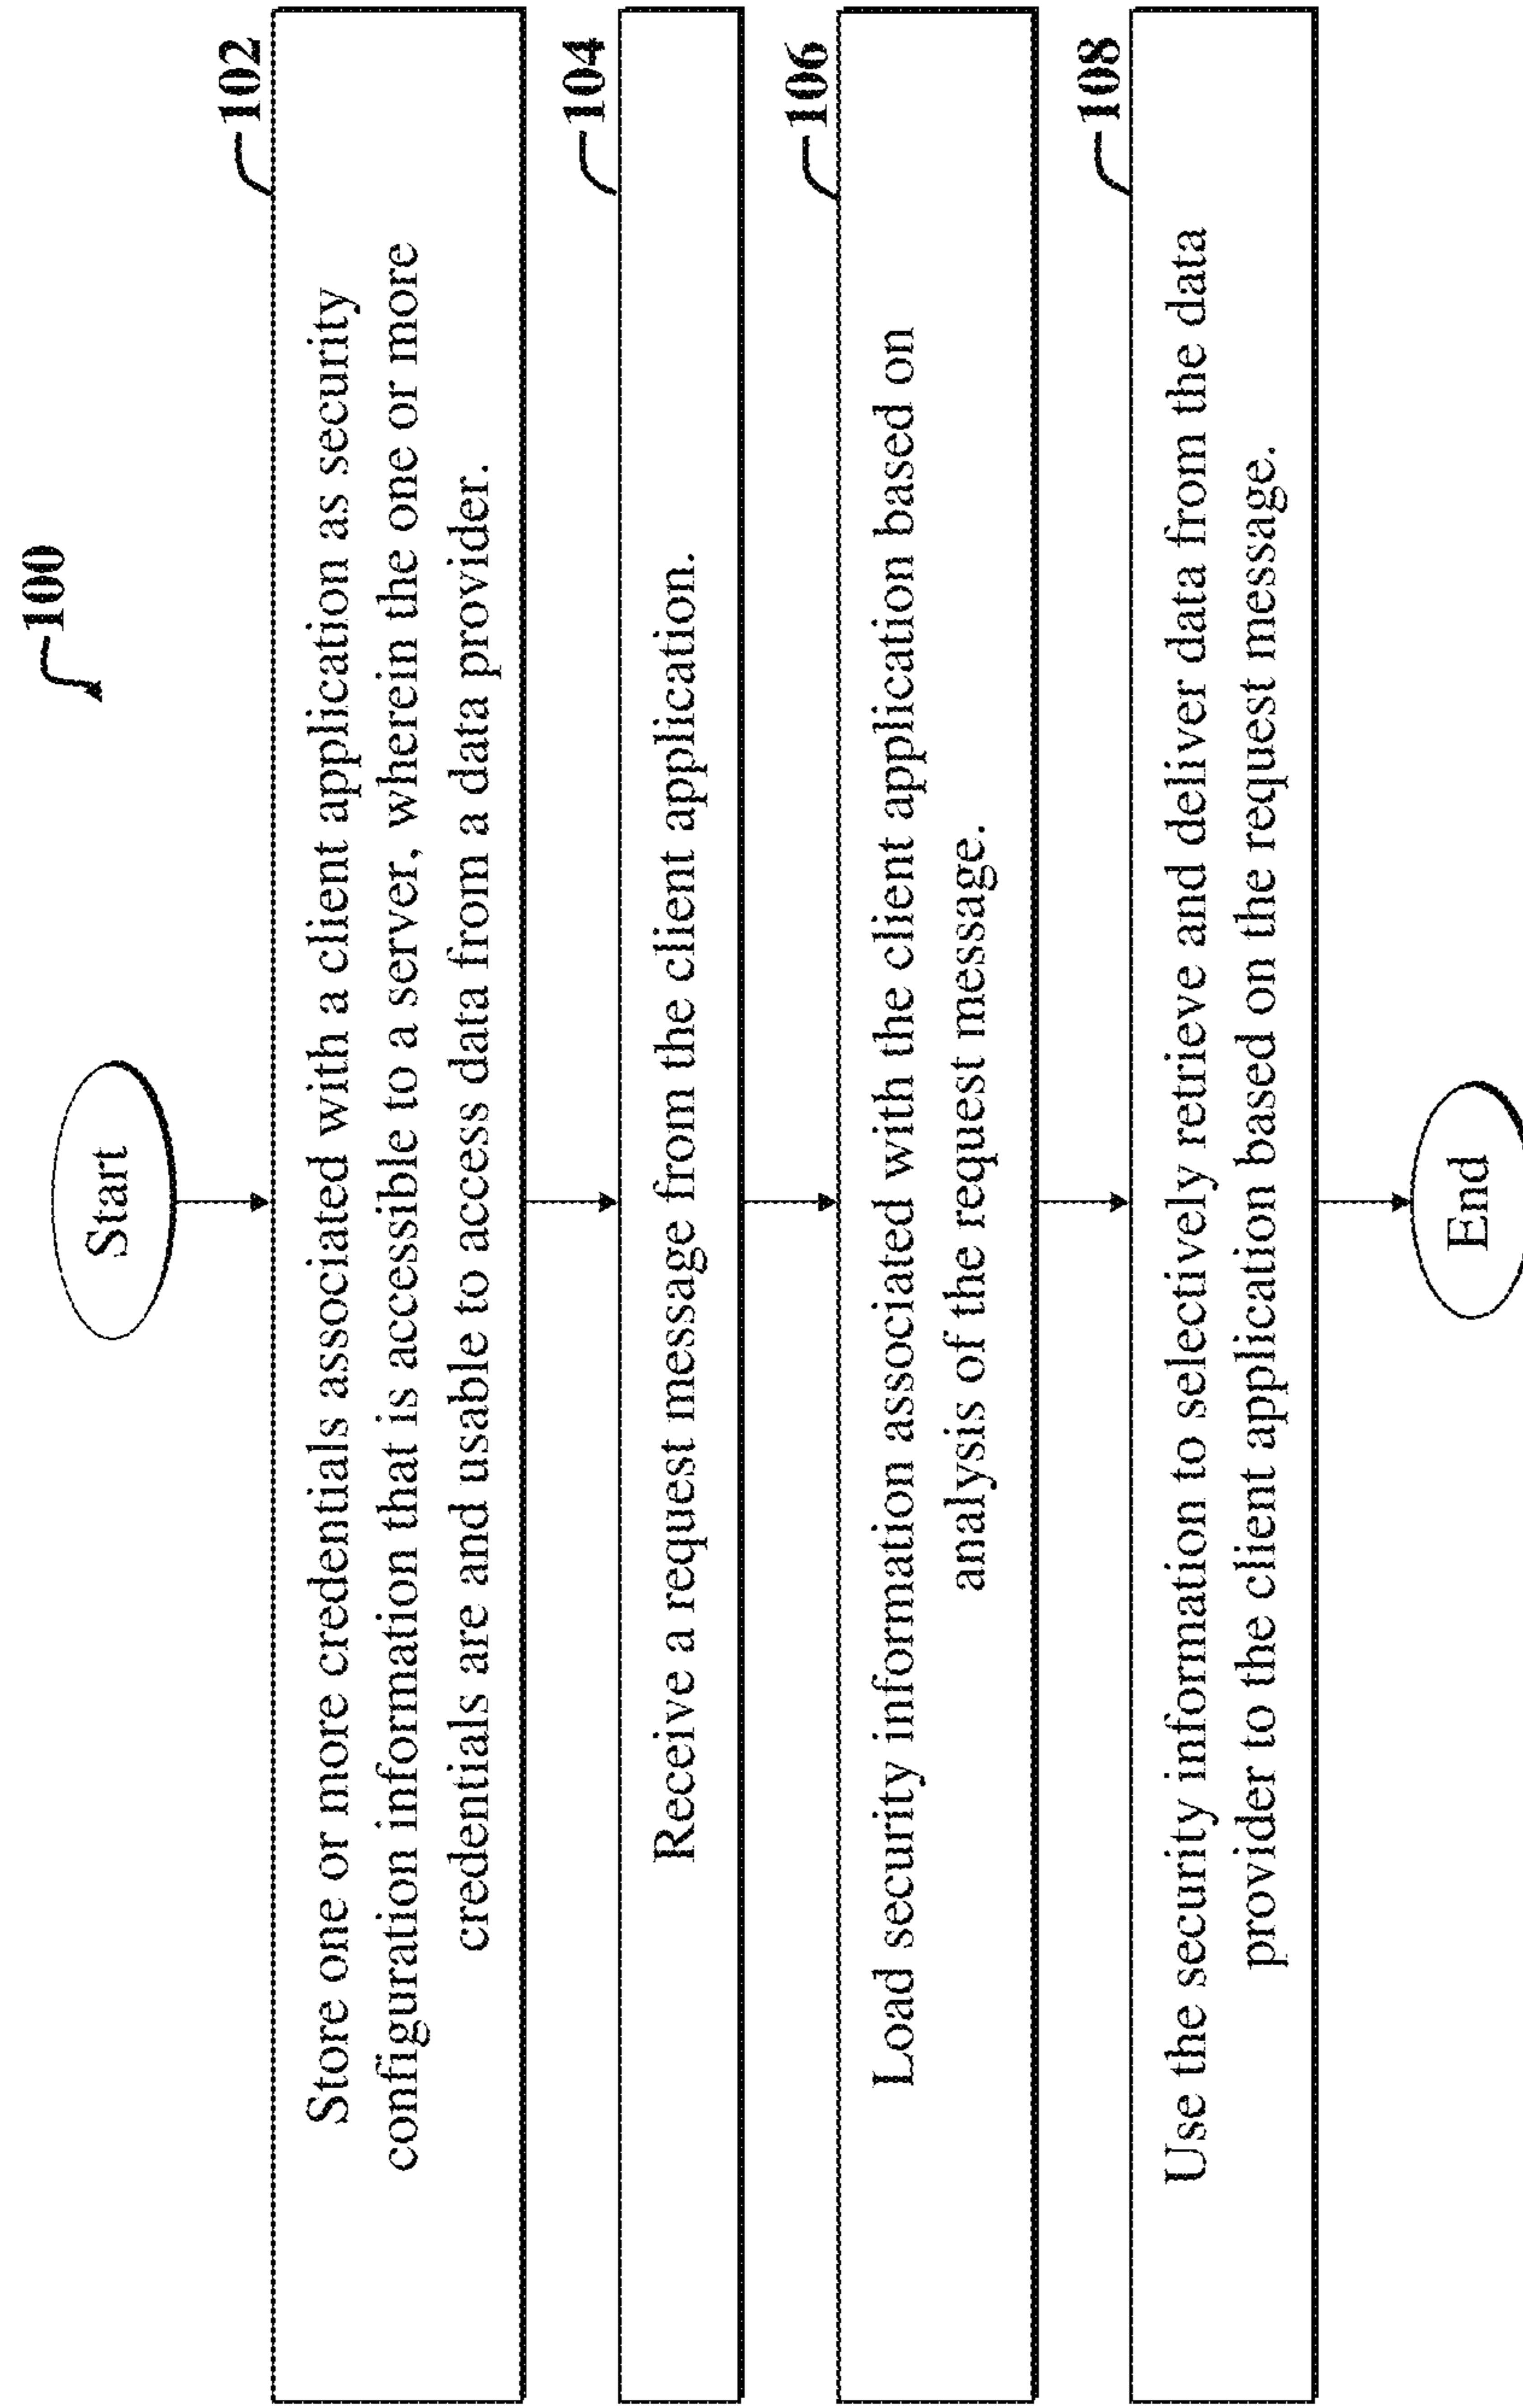 100
Start
102
Store one or more credentials associated with a client application as security
configuration information that is accessible to a server, wherein the one or more
credentials are and usable to access data from a data provider.
104
Receive a request message from the client application.
106
Load security information associated with the client application based on
analysis of the request message.
108
Use the security information to selectively retrieve and deliver data from the data
provider to the client application based on the request message.
End